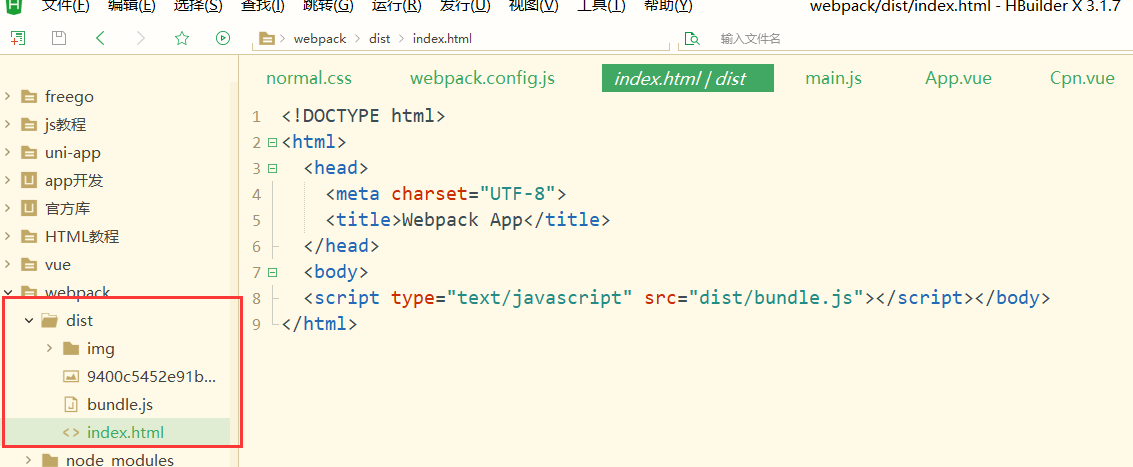 文件(F) 编辑(E) 选择(S) 查找(I) 跳转(G) 运行(R) 发行(U) 视图(V) 工具(T) 帮助(Y) webpack/dist/index.html - HBuilder X 3.1.7
webpack dist index.html 输入文件名
normal.css webpack.config.js index.html | dist main.js App.vue Cpn.vue
freego
js教程
uni-app
app开发
官方库
HTML教程
vue
webpack
dist
img
9400c5452e91b...
bundle.js
index.html
node_modules
1 <!DOCTYPE html>
2 <html>
3 <head>
4 <meta charset="UTF-8">
5 <title>Webpack App</title>
6 </head>
7 <body>
8 <script type="text/javascript" src="dist/bundle.js"></script></body>
9 </html>